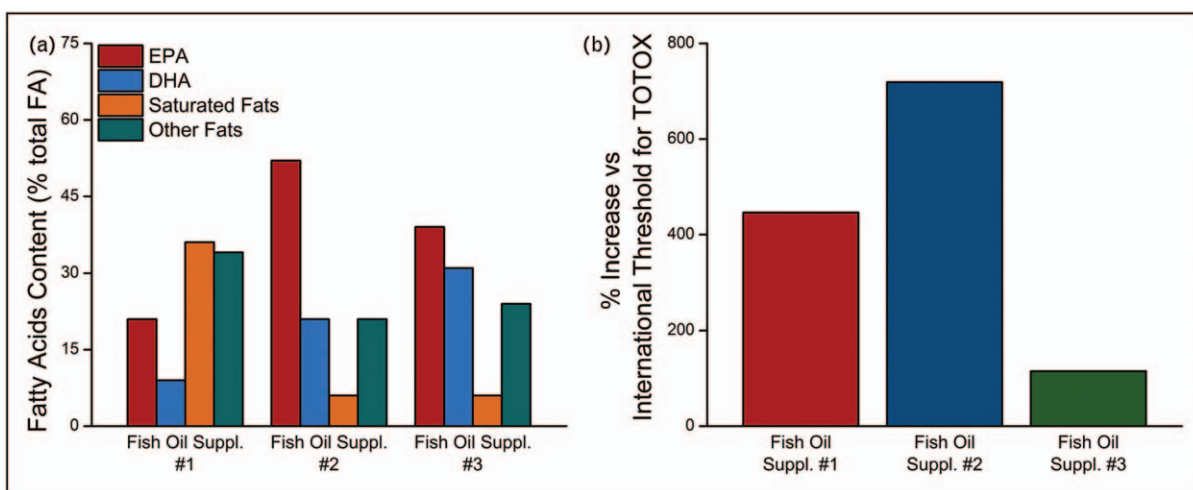 (a)
75
60
45
30
15
0
Fatty Acids Content (% total FA)
EPA
DHA
Saturated Fats
Other Fats
Fish Oil Suppl.
#1
Fish Oil Suppl.
#2
Fish Oil Suppl.
#3
(b)
800
600
400
200
0
% Increase vs
International Threshold for TOTOX
Fish Oil
Suppl. #1
Fish Oil
Suppl. #2
Fish Oil
Suppl. #3